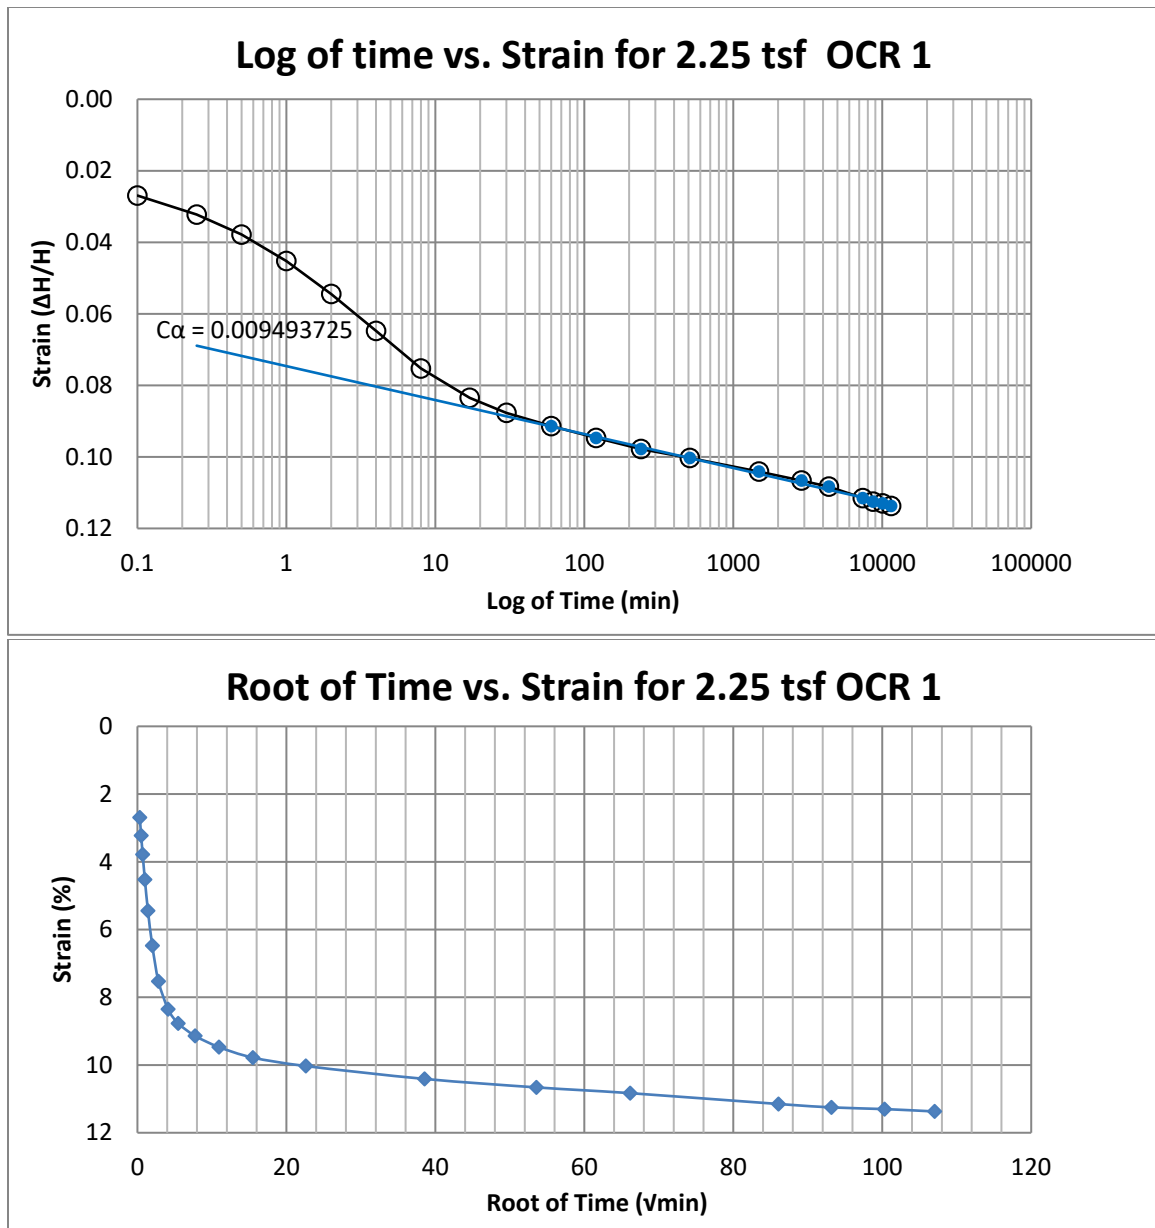 Log of time vs. Strain for 2.25 tsf OCR 1
0.00
0.02
0.04
0.06
0.08
0.10
0.12
Strain (ΔH/H)
Cα = 0.009493725
0.1 1 10 100 1000 10000 100000
Log of Time (min)
Root of Time vs. Strain for 2.25 tsf OCR 1
0
2
4
6
8
10
12
Strain (%)
0 20 40 60 80 100 120
Root of Time (√min)